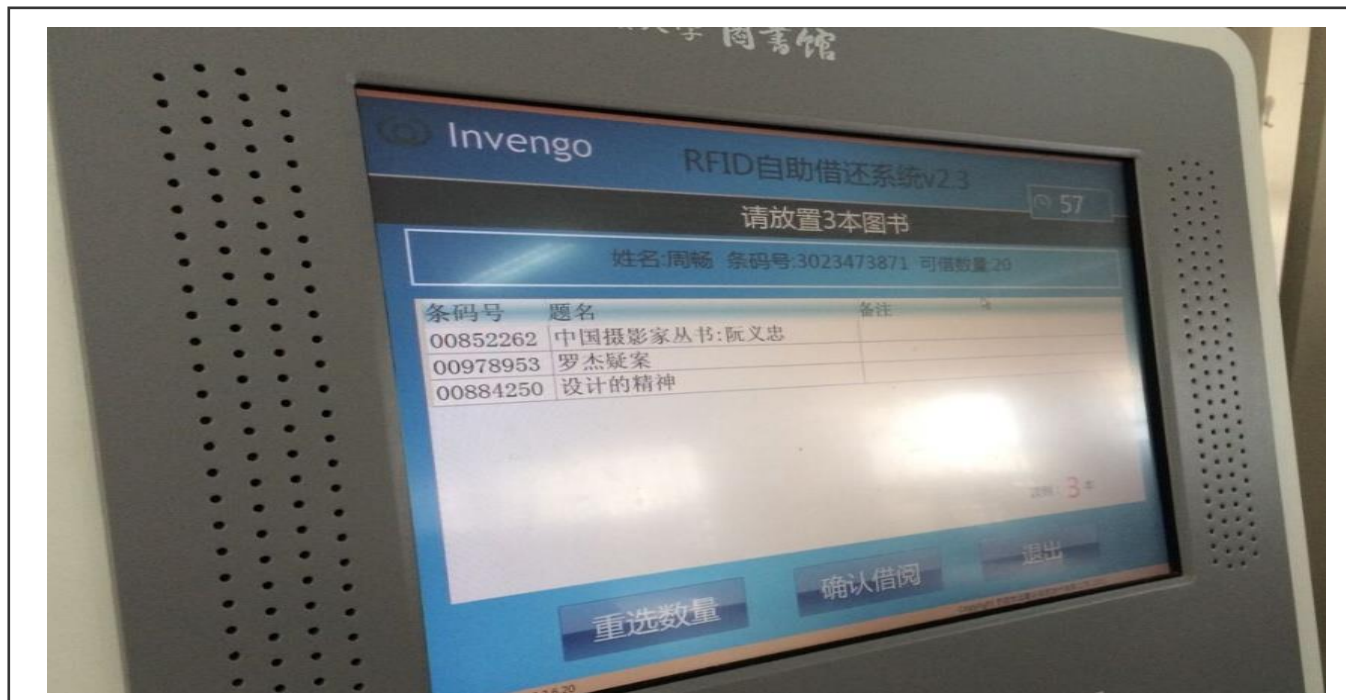 大学 图书馆
Invengo
RFID自助借还系统v2.3
57
请放置3本图书
姓名:周畅 条码号:3023473871 可借数量:20
条码号 题名 备注
00852262 中国摄影家丛书:阮义忠
00978953 罗杰疑案
00884250 设计的精神
3本
重选数量 确认借阅 退出